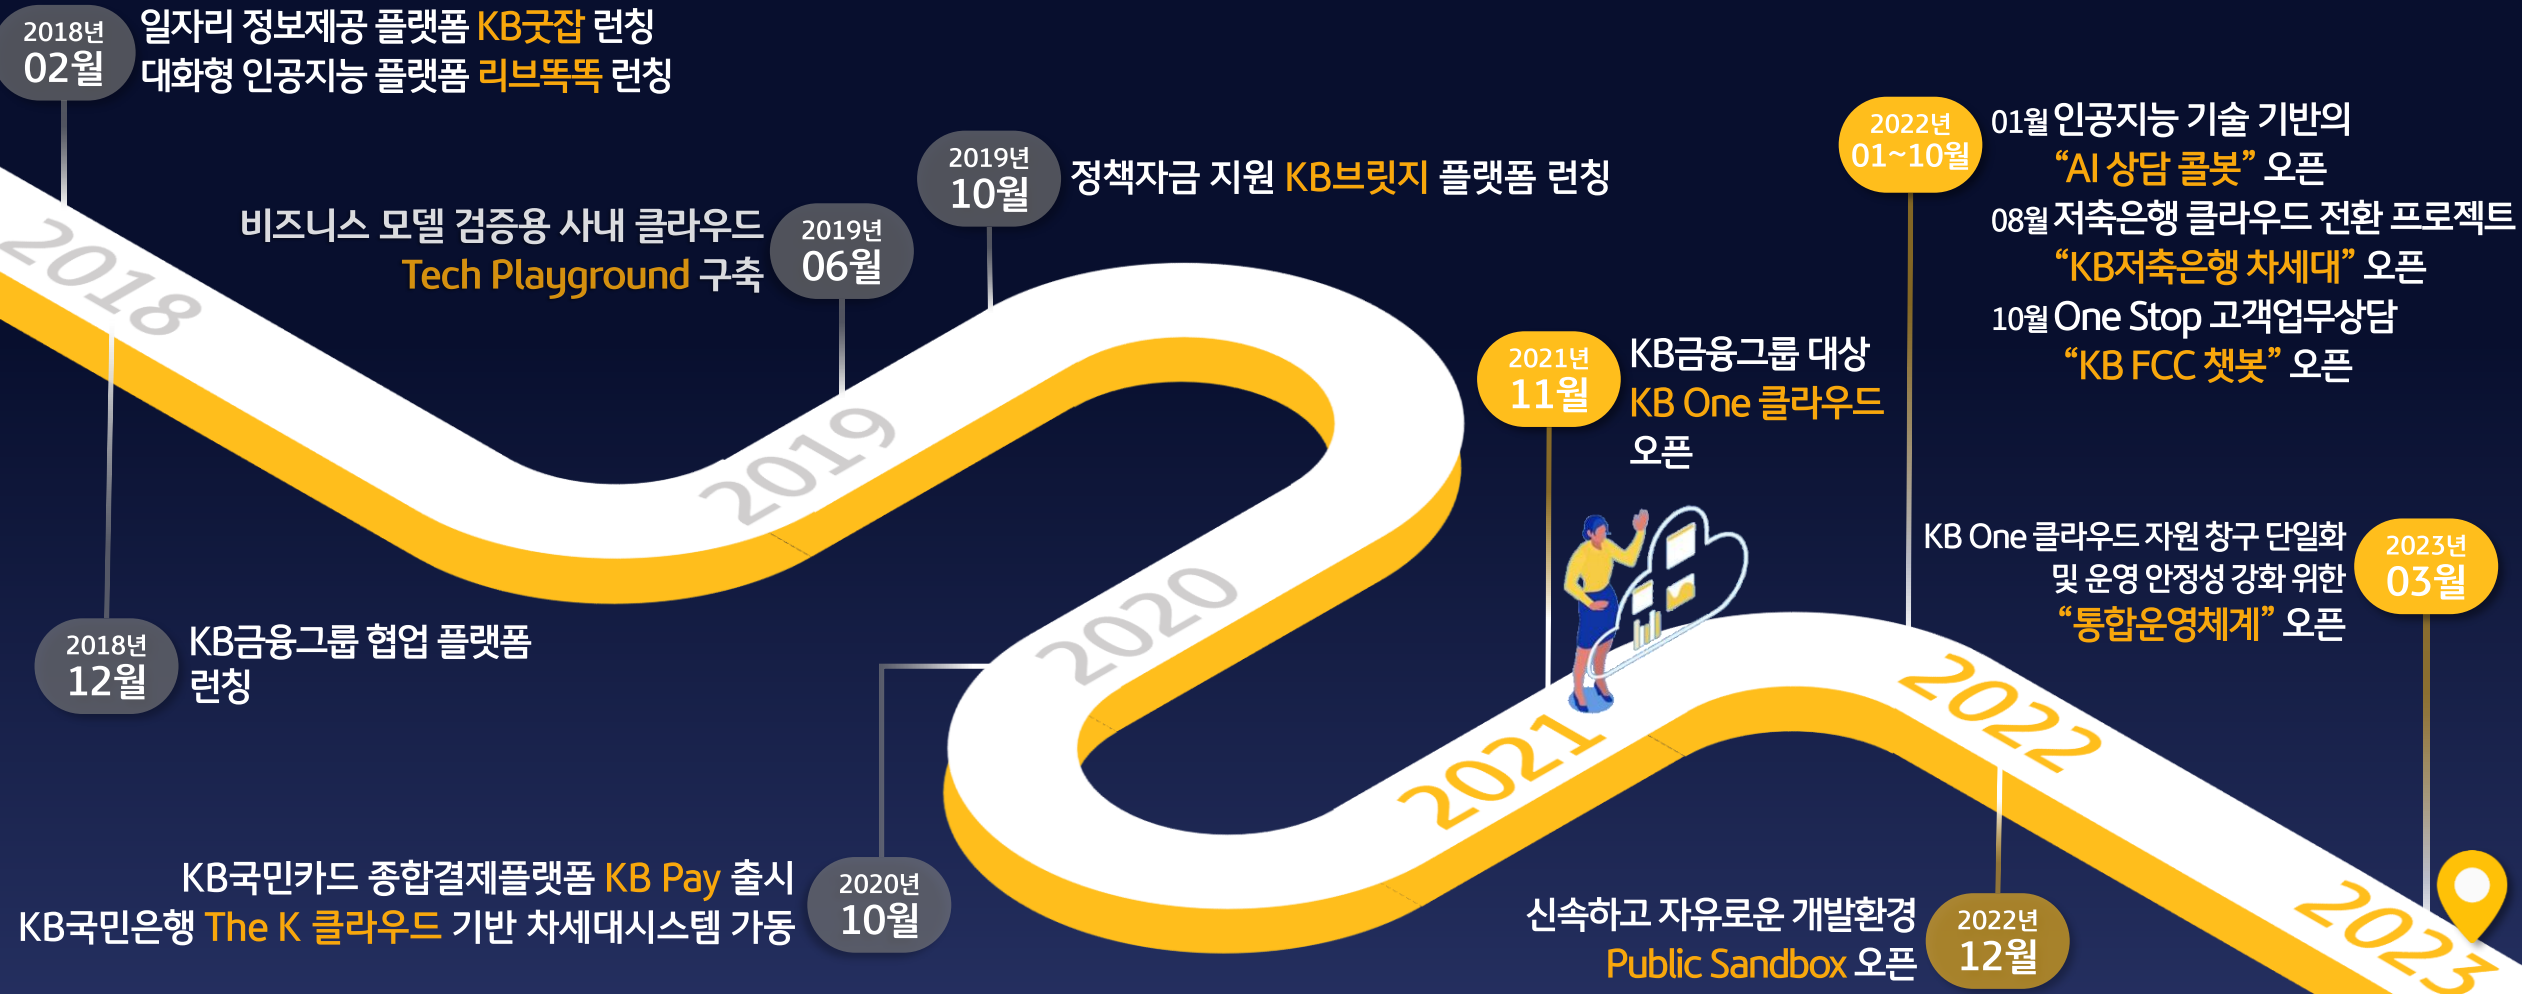 2018년
02월
일자리 정보제공 플랫폼 KB굿잡 런칭
대화형 인공지능 플랫폼 리브똑똑 런칭
2018
2018년
12월
KB금융그룹 협업 플랫폼
런칭
비즈니스 모델 검증용 사내 클라우드
Tech Playground 구축
2019년
06월
2019
2019년
10월
정책자금 지원 KB브릿지 플랫폼 런칭
2020
KB국민카드 종합결제플랫폼 KB Pay 출시
KB국민은행 The K 클라우드 기반 차세대시스템 가동
2020년
10월
2021년
11월
KB금융그룹 대상
KB One 클라우드
오픈
2021
2022년
01~10월
01월 인공지능 기술 기반의
“AI 상담 콜봇” 오픈
08월 저축은행 클라우드 전환 프로젝트
“KB저축은행 차세대” 오픈
10월 One Stop 고객업무상담
“KB FCC 챗봇” 오픈
2022
신속하고 자유로운 개발환경
Public Sandbox 오픈
2022년
12월
KB One 클라우드 자원 창구 단일화
및 운영 안정성 강화 위한
“통합운영체계” 오픈
2023년
03월
2023